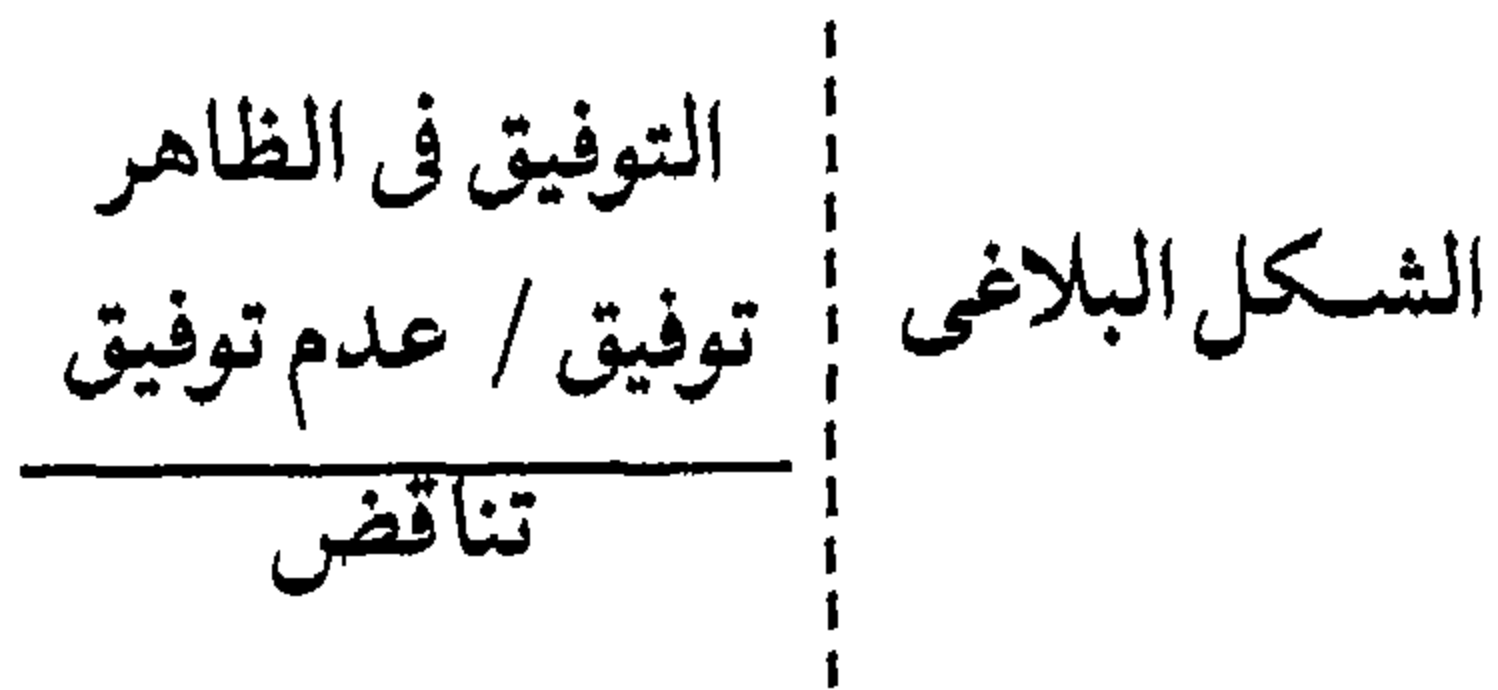 الشكل البلاغى
التوفيق فى الظاهر
توفيق / عدم توفيق
تناقض